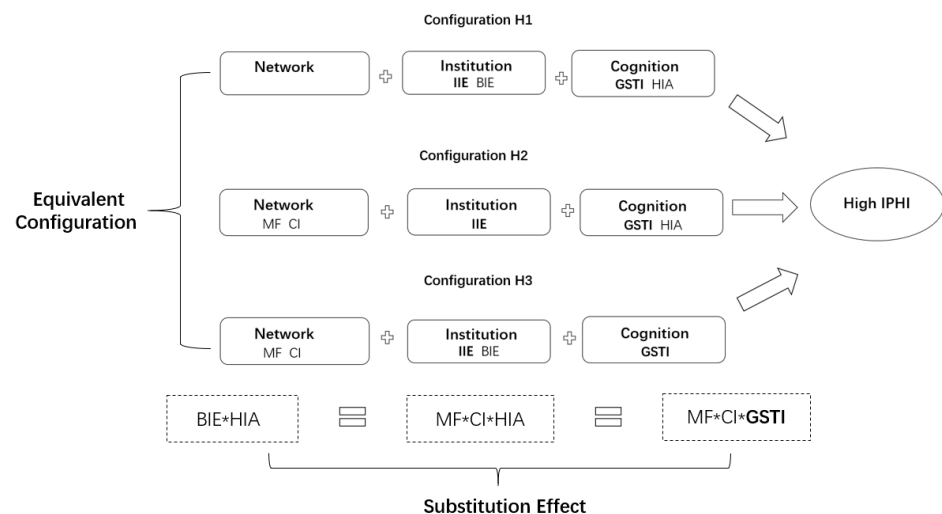 Configuration H1
Network
Institution
IIE BIE
Cognition
GSTI HIA
Configuration H2
Equivalent
Configuration
Network
MF CI
Institution
IIE
Cognition
GSTI HIA
High IPHI
Configuration H3
Network
MF CI
Institution
IIE BIE
Cognition
GSTI
BIE*HIA
MF*CI*HIA
MF*CI*GSTI
Substitution Effect